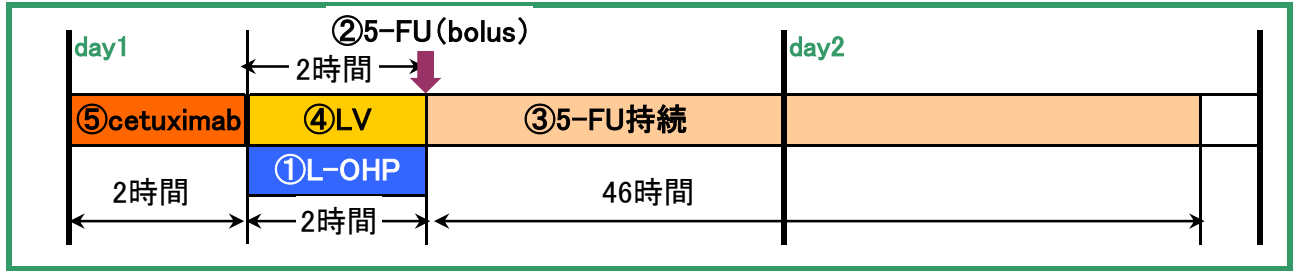 ②5-FU(bolus)
day1
day2
2時間
⑤cetuximab
④LV
③5-FU持続
①L-OHP
2時間
46時間
2時間